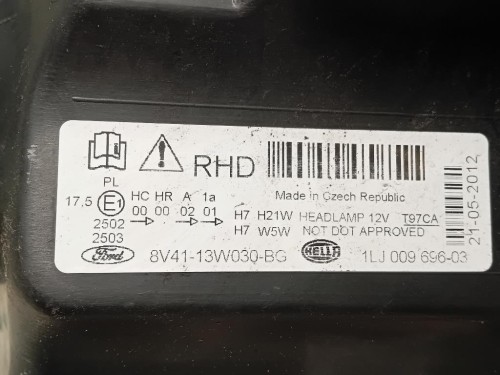 RHD
Made in Czech Republic
PL
17.5 E1 HC HR A 1a
00 00 02 01
2502
2503
H7 H21W HEADLAMP 12V T97CA
H7 W5W NOT DOT APPROVED
21-05-2012
Ford 8V41-13W030-BG HELLA 1LJ 009 696-03